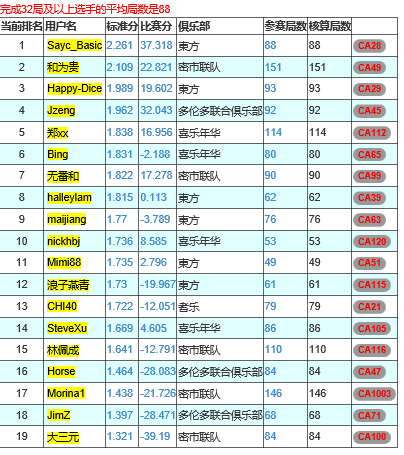 完成32局及以上选手的平均局数是88
当前排名 用户名 标准分 比赛分 俱乐部 参赛局数 核算局数
1 Sayc_Basic 2.261 37.318 東方 88 88 CA28
2 和为贵 2.109 22.821 密市联队 151 151 CA49
3 Happy-Dice 1.989 19.602 東方 93 93 CA29
4 Jzeng 1.962 32.043 多伦多联合俱乐部 92 92 CA45
5 郑xx 1.838 16.956 喜乐年华 114 114 CA112
6 Bing 1.831 -2.188 喜乐年华 80 80 CA65
7 无番和 1.822 17.278 密市联队 90 90 CA99
8 halleylam 1.815 0.113 東方 62 62 CA39
9 maijiang 1.77 -3.789 東方 76 76 CA63
10 nickhbj 1.736 8.585 喜乐年华 53 53 CA120
11 Mimi88 1.735 2.796 東方 49 49 CA51
12 浪子燕青 1.73 -19.967 東方 61 61 CA115
13 CHI40 1.722 -12.051 耆乐 79 79 CA21
14 SteveXu 1.669 4.605 喜乐年华 86 86 CA105
15 林佩成 1.641 -12.791 密市联队 110 110 CA116
16 Horse 1.464 -28.083 多伦多联合俱乐部 84 84 CA47
17 Morina1 1.438 -21.726 密市联队 146 146 CA1003
18 JimZ 1.397 -28.471 多伦多联合俱乐部 68 68 CA71
19 大三元 1.321 -39.19 密市联队 84 84 CA100